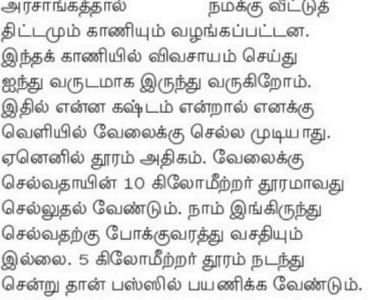 அரசாங்கத்தால் நமக்கு வீட்டுத்
திட்டமும் காணியும் வழங்கப்பட்டன.
இந்தக் காணியில் விவசாயம் செய்து
ஐந்து வருடமாக இருந்து வருகிறோம்.
இதில் என்ன கஷ்டம் என்றால் எனக்கு
வெளியில் வேலைக்கு செல்ல முடியாது.
ஏனெனில் தூரம் அதிகம். வேலைக்கு
செல்வதாயின் 10 கிலோமீற்றர் தூரமாவது
செல்லுதல் வேண்டும். நாம் இங்கிருந்து
செல்வதற்கு போக்குவரத்து வசதியும்
இல்லை. 5 கிலோமீற்றர் தூரம் நடந்து
சென்று தான் பஸ்ஸில் பயணிக்க வேண்டும்.